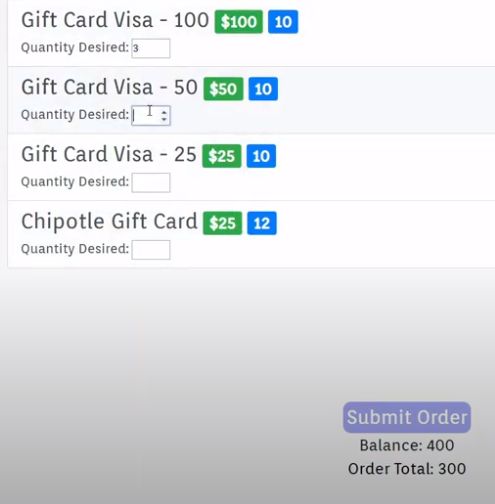 Gift Card Visa - 100 $100 10
Quantity Desired: 3
Gift Card Visa - 50 $50 10
Quantity Desired:
Gift Card Visa - 25 $25 10
Quantity Desired:
Chipotle Gift Card $25 12
Quantity Desired:
Submit Order
Balance: 400
Order Total: 300